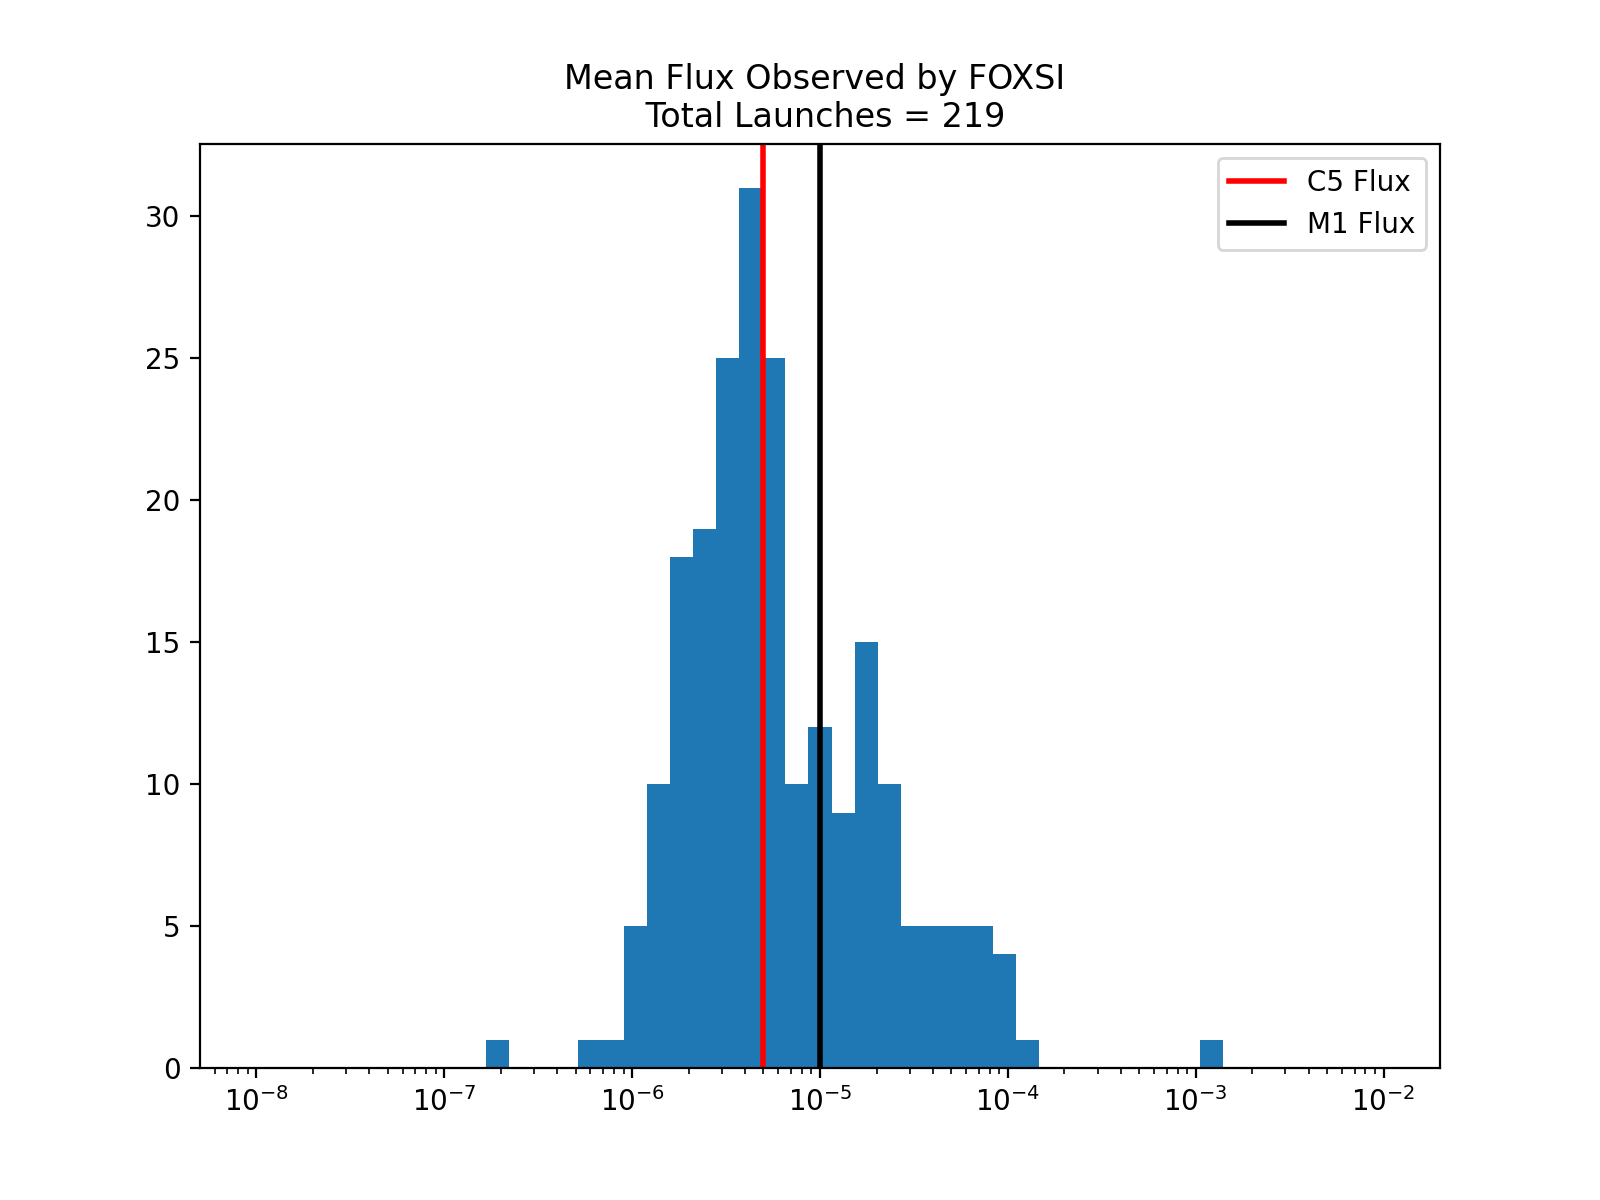 Mean Flux Observed by FOXSI
Total Launches = 219
C5 Flux
M1 Flux
30
25
20
15
10
5
0
10⁻⁸ 10⁻⁷ 10⁻⁶ 10⁻⁵ 10⁻⁴ 10⁻³ 10⁻²